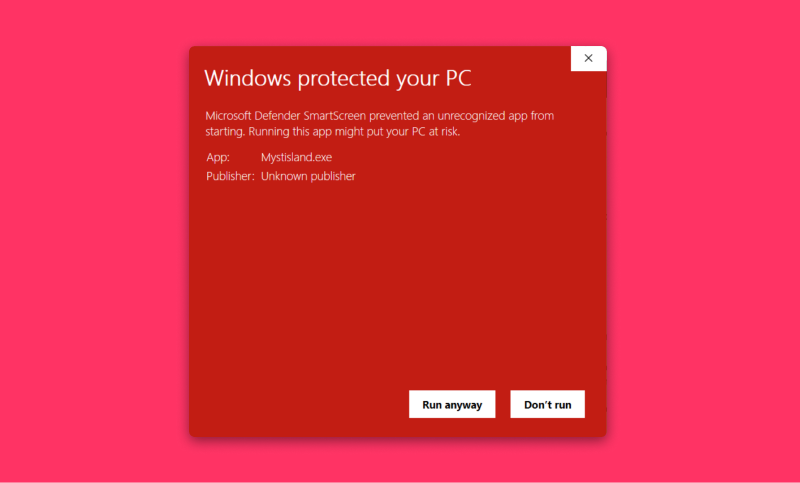 Windows protected your PC
Microsoft Defender SmartScreen prevented an unrecognized app from
starting. Running this app might put your PC at risk.
App: Mystisland.exe
Publisher: Unknown publisher
Run anyway Don't run